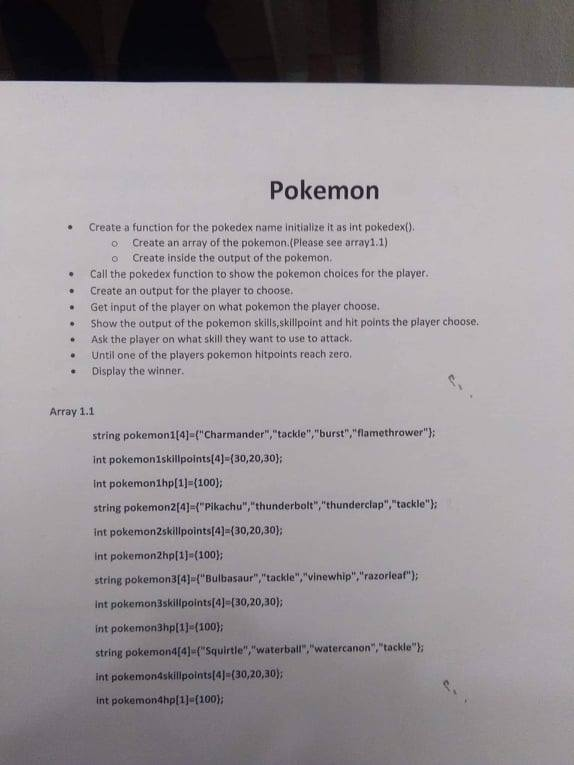 Pokemon
• Create a function for the pokedex name initialize it as int pokedex().
o Create an array of the pokemon.(Please see array1.1)
o Create inside the output of the pokemon.
• Call the pokedex function to show the pokemon choices for the player.
• Create an output for the player to choose.
• Get input of the player on what pokemon the player choose.
• Show the output of the pokemon skills,skillpoint and hit points the player choose.
• Ask the player on what skill they want to use to attack.
• Until one of the players pokemon hitpoints reach zero.
• Display the winner.
Array 1.1
string pokemon1[4]={"Charmander","tackle","burst","flamethrower"};
int pokemon1skillpoints[4]={30,20,30};
int pokemon1hp[1]={100};
string pokemon2[4]={"Pikachu","thunderbolt","thunderclap","tackle"};
int pokemon2skillpoints[4]={30,20,30};
int pokemon2hp[1]={100};
string pokemon3[4]={"Bulbasaur","tackle","vinewhip","razorleaf"};
int pokemon3skillpoints[4]={30,20,30};
int pokemon3hp[1]={100};
string pokemon4[4]={"Squirtle","waterball","watercanon","tackle"};
int pokemon4skillpoints[4]={30,20,30};
int pokemon4hp[1]={100};